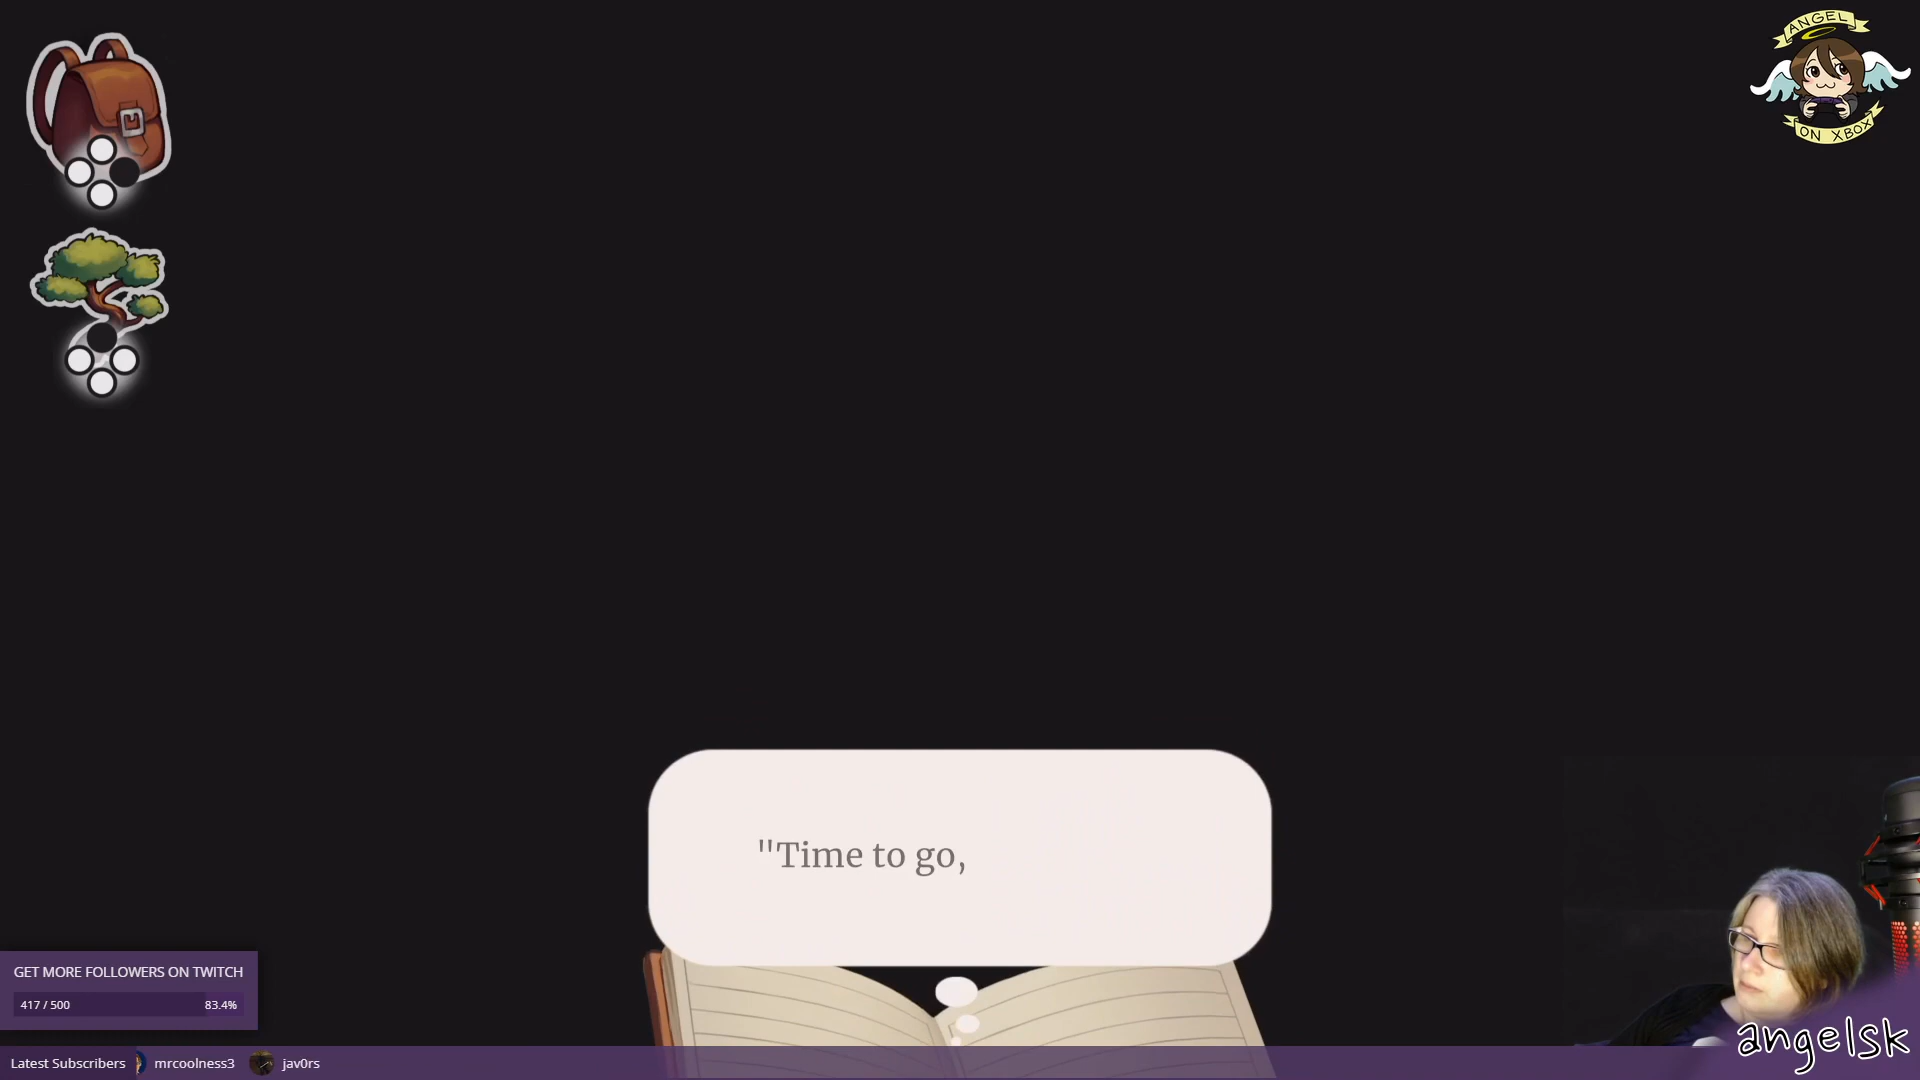 ANGEL
ON XBOX
"Time to go,
GET MORE FOLLOWERS ON TWITCH
417 / 500 83.4%
Latest Subscribers mrcoolness3 jav0rs
angelsk